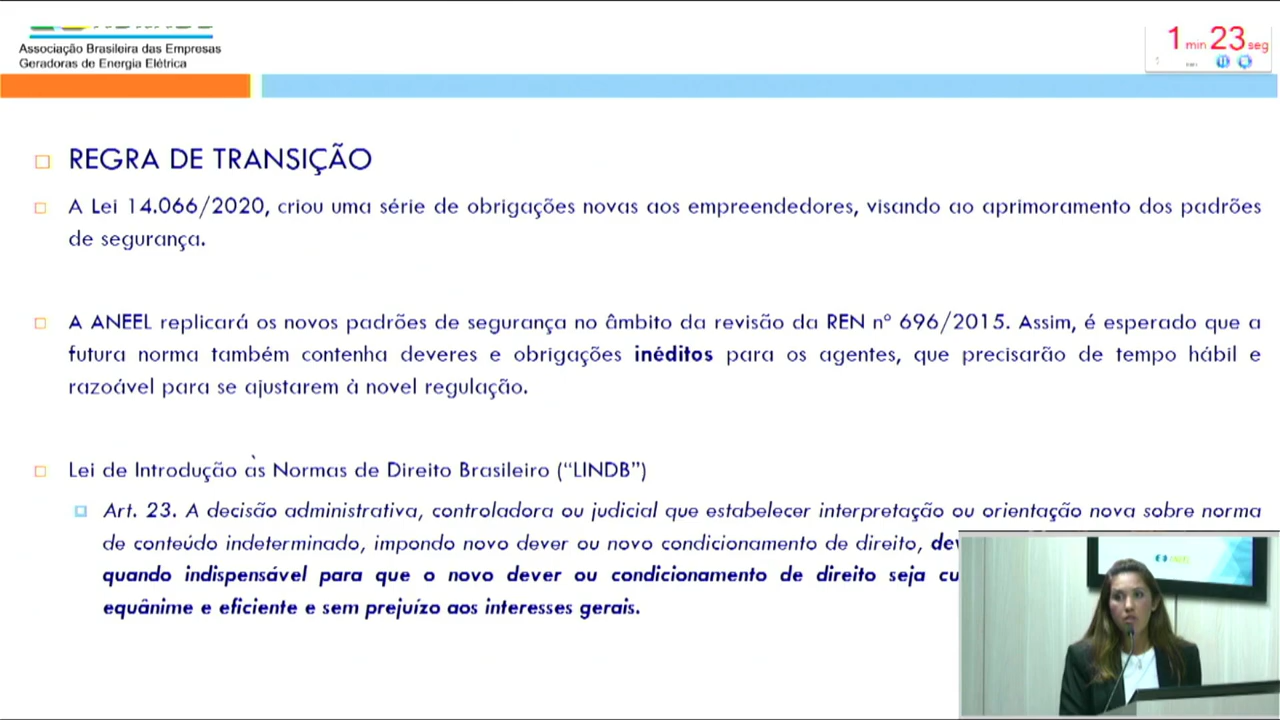 Associação Brasileira das Empresas
Geradoras de Energia Elétrica
1 min 23 seg
REGRA DE TRANSIÇÃO
A Lei 14.066/2020, criou uma série de obrigações novas aos empreendedores, visando ao aprimoramento dos padrões
de segurança.
A ANEEL replicará os novos padrões de segurança no âmbito da revisão da REN nº 696/2015. Assim, é esperado que a
futura norma também contenha deveres e obrigações inéditos para os agentes, que precisarão de tempo hábil e
razoável para se ajustarem à novel regulação.
Lei de Introdução às Normas de Direito Brasileiro (“LINDB”)
Art. 23. A decisão administrativa, controladora ou judicial que estabelecer interpretação ou orientação nova sobre norma
de conteúdo indeterminado, impondo novo dever ou novo condicionamento de direito,
quando indispensável para que o novo dever ou condicionamento de direito seja
equânime e eficiente e sem prejuízo aos interesses gerais.